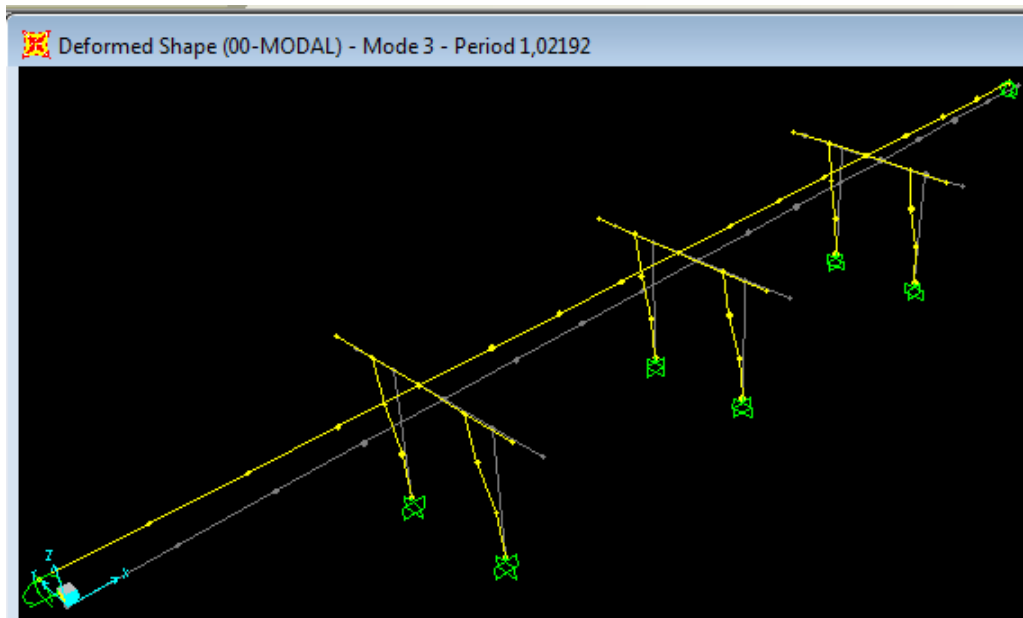 Deformed Shape (00-MODAL) - Mode 3 - Period 1,02192
Z
Y
X